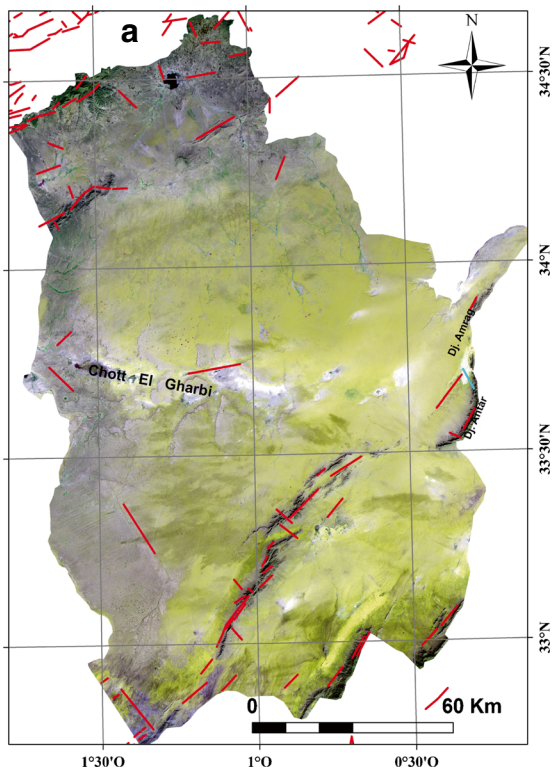 a
N
34°30'N
34°N
Dj. Amrag
Chott El Gharbi
Dj. Antar
33°30'N
33°N
0 60 Km
1°30'O 1°O 0°30'O